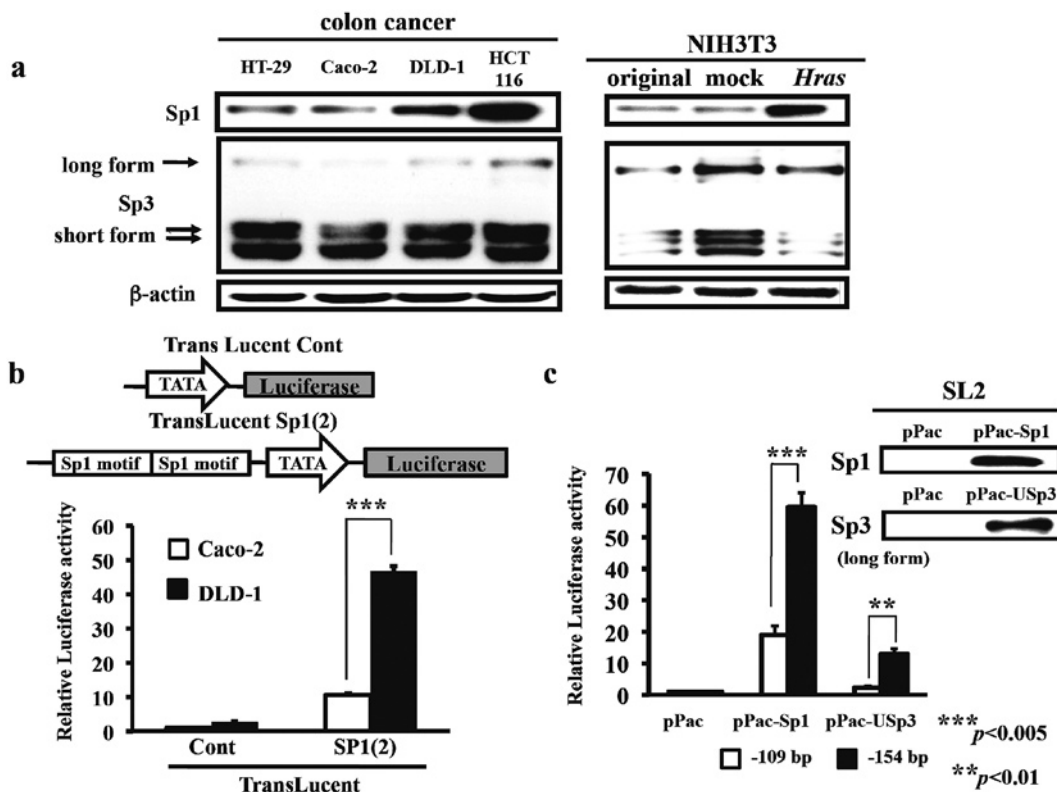 a
colon cancer
HT-29 Caco-2 DLD-1 HCT 116
NIH3T3
original mock Hras
Sp1
long form
Sp3
short form
β-actin
b
Trans Lucent Cont
TATA Luciferase
TransLucent Sp1(2)
Sp1 motif Sp1 motif TATA Luciferase
Relative Luciferase activity
60
50
40
30
20
10
0
Caco-2
DLD-1
***
Cont SP1(2)
TransLucent
c
SL2
pPac pPac-Sp1
Sp1
pPac pPac-USp3
Sp3
(long form)
Relative Luciferase activity
70
60
50
40
30
20
10
0
***
**
pPac pPac-Sp1 pPac-USp3
-109 bp -154 bp
***p<0.005
**p<0.01